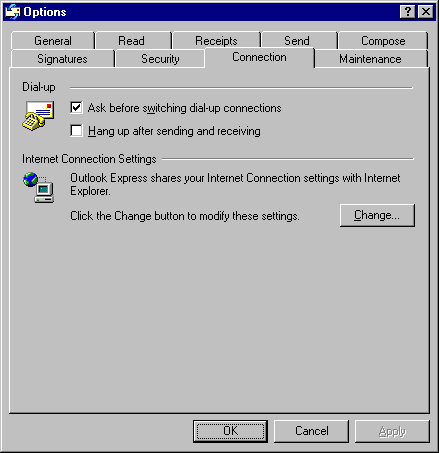 Options
General Read Receipts Send Compose
Signatures Security Connection Maintenance
Dial-up
Ask before switching dial-up connections
Hang up after sending and receiving
Internet Connection Settings
Outlook Express shares your Internet Connection settings with Internet
Explorer.
Click the Change button to modify these settings.
Change...
OK Cancel Apply